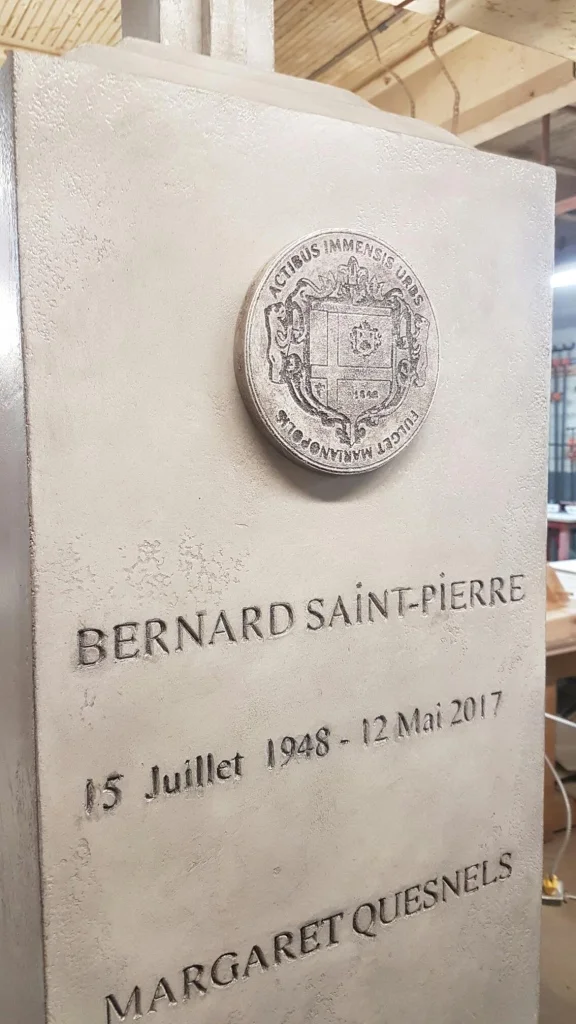 ACTIBUS IMMENSIS URBS
FULGET MARIANOPOLIS
1642
BERNARD SAiNT-PiERRE
15 Juillet 1948 - 12 Mai 2017
MARGARET QUESNELS